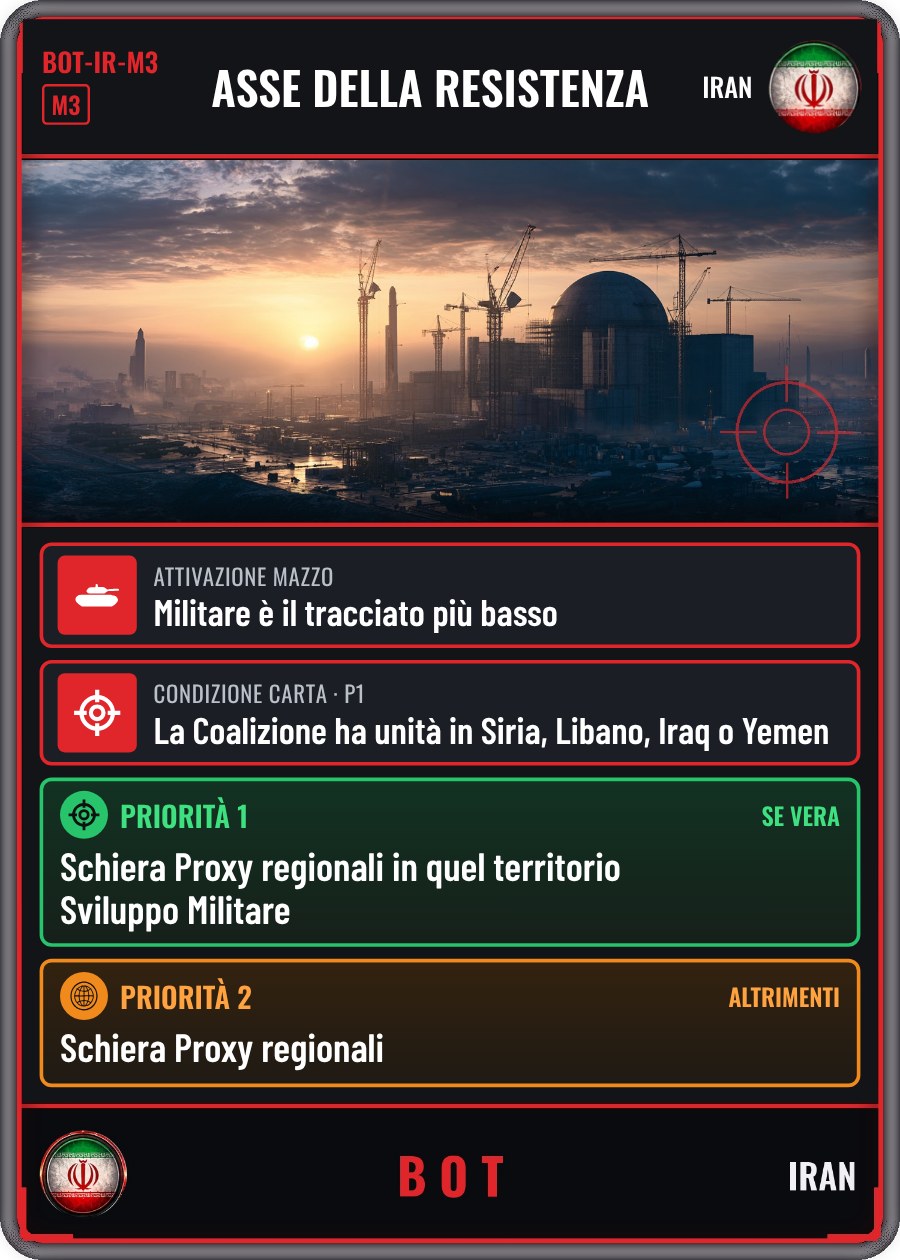 BOT-IR-M3
M3
ASSE DELLA RESISTENZA
IRAN
ATTIVAZIONE MAZZO
Militare è il tracciato più basso
CONDIZIONE CARTA · P1
La Coalizione ha unità in Siria, Libano, Iraq o Yemen
PRIORITÀ 1
SE VERA
Schiera Proxy regionali in quel territorio
Sviluppo Militare
PRIORITÀ 2
ALTRIMENTI
Schiera Proxy regionali
BOT
IRAN